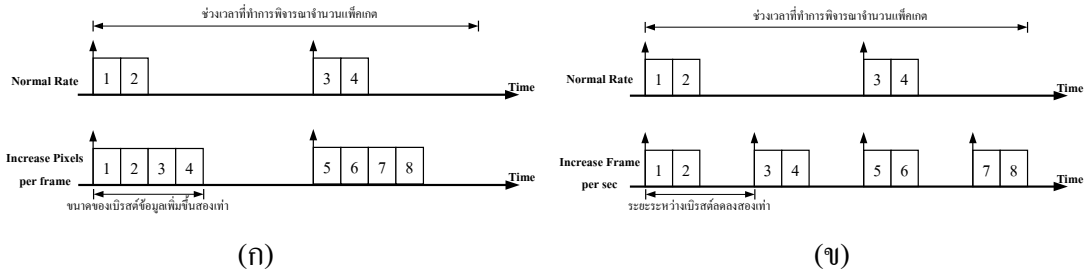 ช่วงเวลาที่ทำการพิจารณาจำนวนแพ็คเกต
Normal Rate
1 2
3 4
Time
Increase Pixels
per frame
1 2 3 4
5 6 7 8
Time
ขนาดของเบิรสต์ข้อมูลเพิ่มขึ้นสองเท่า
(ก)
ช่วงเวลาที่ทำการพิจารณาจำนวนแพ็คเกต
Normal Rate
1 2
3 4
Time
Increase Frame
per sec
1 2
3 4
5 6
7 8
Time
ระยะระหว่างเบิรสต์ลดลงสองเท่า
(ข)